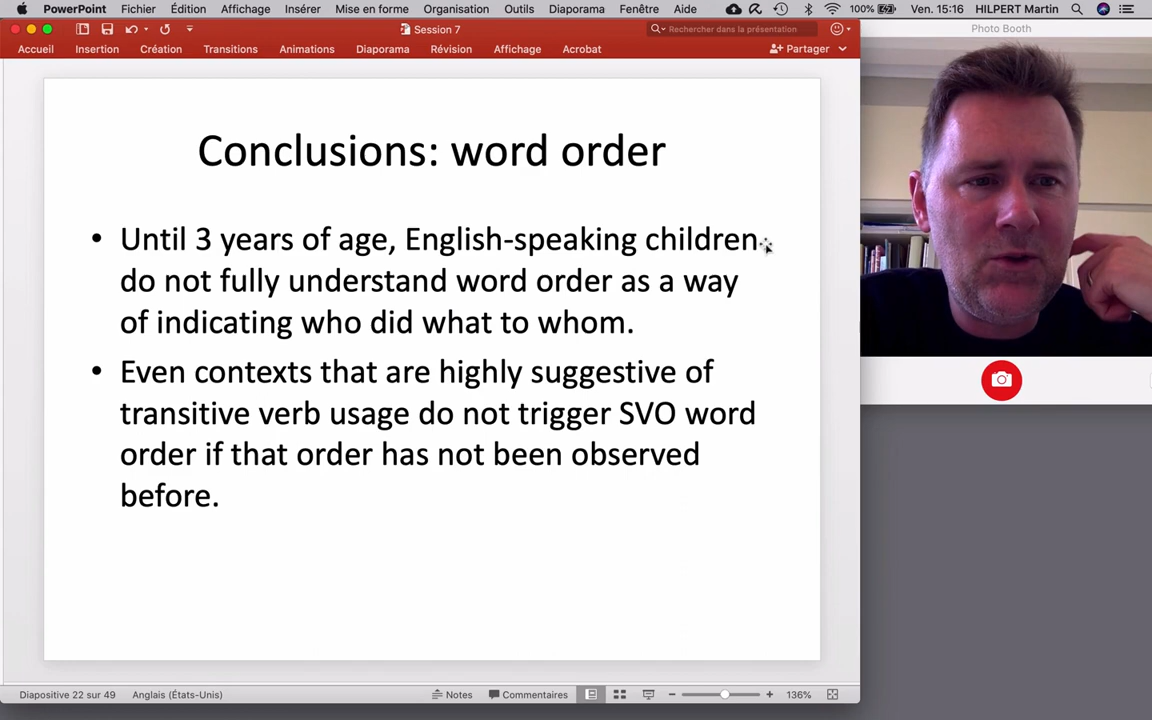 PowerPoint Fichier Édition Affichage Insérer Mise en forme Organisation Outils Diaporama Fenêtre Aide 100% Ven. 15:16 HILPERT Martin
Session 7
Rechercher dans la présentation
Photo Booth
Accueil Insertion Création Transitions Animations Diaporama Révision Affichage Acrobat Partager
Conclusions: word order
• Until 3 years of age, English-speaking children
do not fully understand word order as a way
of indicating who did what to whom.
• Even contexts that are highly suggestive of
transitive verb usage do not trigger SVO word
order if that order has not been observed
before.
Diapositive 22 sur 49 Anglais (États-Unis) Notes Commentaires 136%